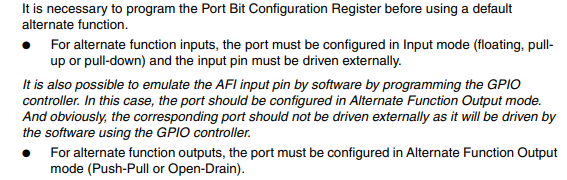 It is necessary to program the Port Bit Configuration Register before using a default
alternate function.
● For alternate function inputs, the port must be configured in Input mode (floating, pull-
up or pull-down) and the input pin must be driven externally.
It is also possible to emulate the AFI input pin by software by programming the GPIO
controller. In this case, the port should be configured in Alternate Function Output mode.
And obviously, the corresponding port should not be driven externally as it will be driven by
the software using the GPIO controller.
● For alternate function outputs, the port must be configured in Alternate Function Output
mode (Push-Pull or Open-Drain).